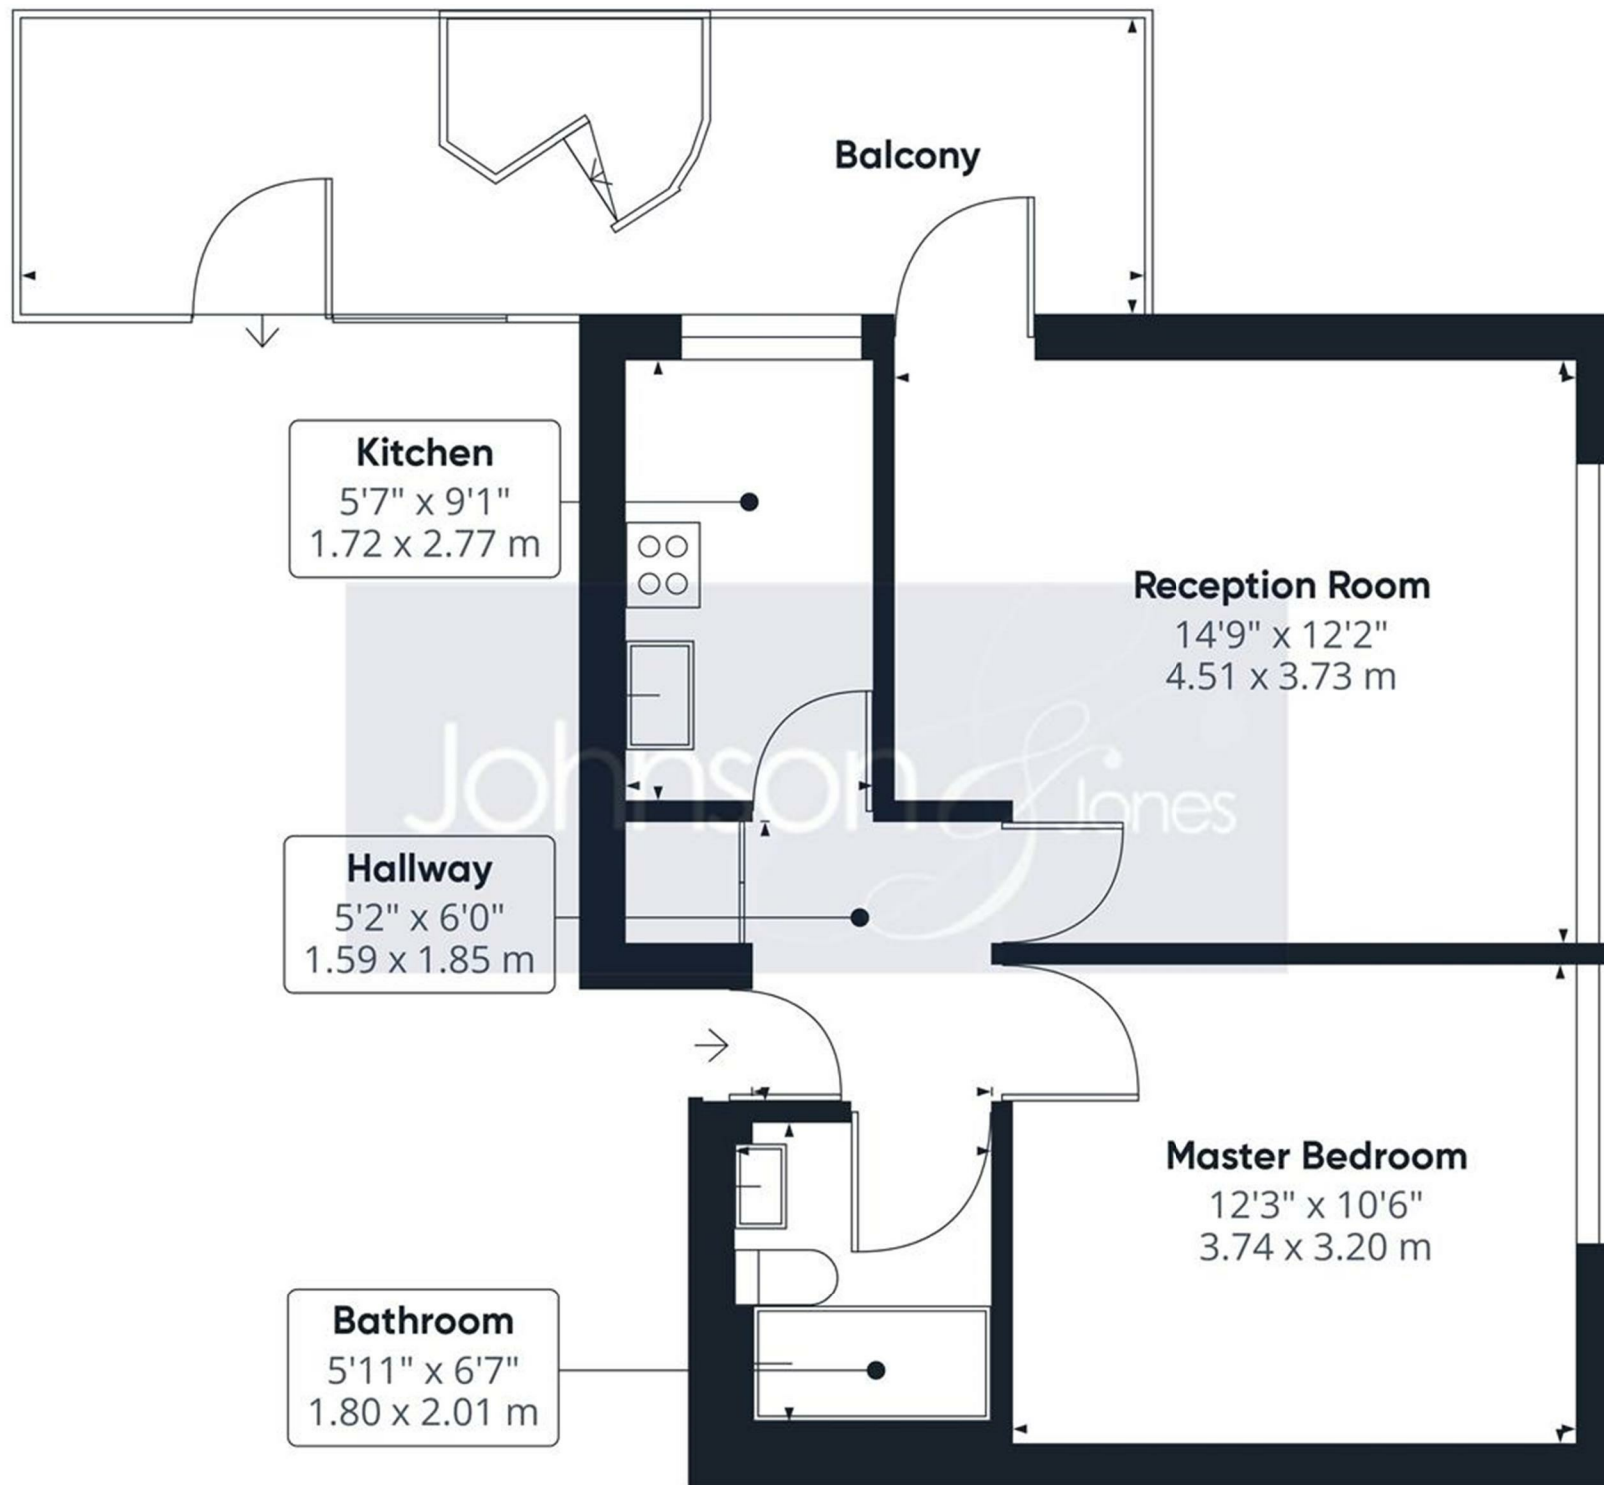 Balcony
Kitchen
5'7" x 9'1"
1.72 x 2.77 m
Reception Room
14'9" x 12'2"
4.51 x 3.73 m
Johnson & Jones
Hallway
5'2" x 6'0"
1.59 x 1.85 m
Master Bedroom
12'3" x 10'6"
3.74 x 3.20 m
Bathroom
5'11" x 6'7"
1.80 x 2.01 m